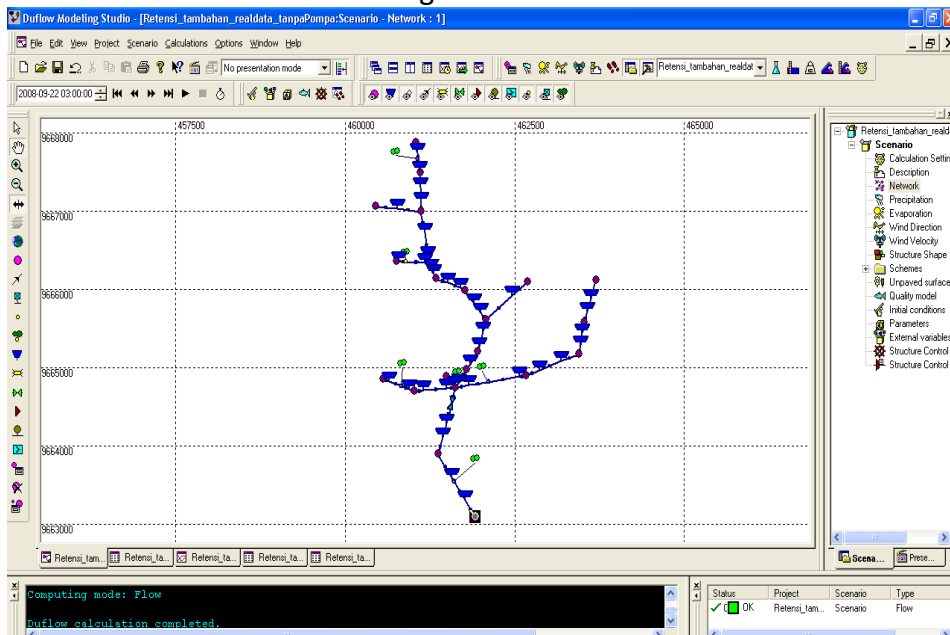 Duflow Modeling Studio - [Retensi_tambahan_realdata_tanpaPompa:Scenario - Network : 1]
File Edit View Project Scenario Calculations Options Window Help
No presentation mode
Retensi_tambahan_realdat
2008-09-22 03:00:00
457500 460000 462500 465000
9668000
9667000
9666000
9665000
9664000
9663000
Retensi_tambahan_reald
Scenario
Calculation Settin
Description
Network
Precipitation
Evaporation
Wind Direction
Wind Velocity
Structure Shape
Schemes
Unpaved surface
Quality model
Initial conditions
Parameters
External variables
Structure Control
Structure Control
Retensi_tam... Retensi_ta... Retensi_ta... Retensi_ta... Retensi_ta...
Scena... Prese...
Computing mode: Flow
Duflow calculation completed.
Status Project Scenario Type
OK Retensi_tam... Scenario Flow